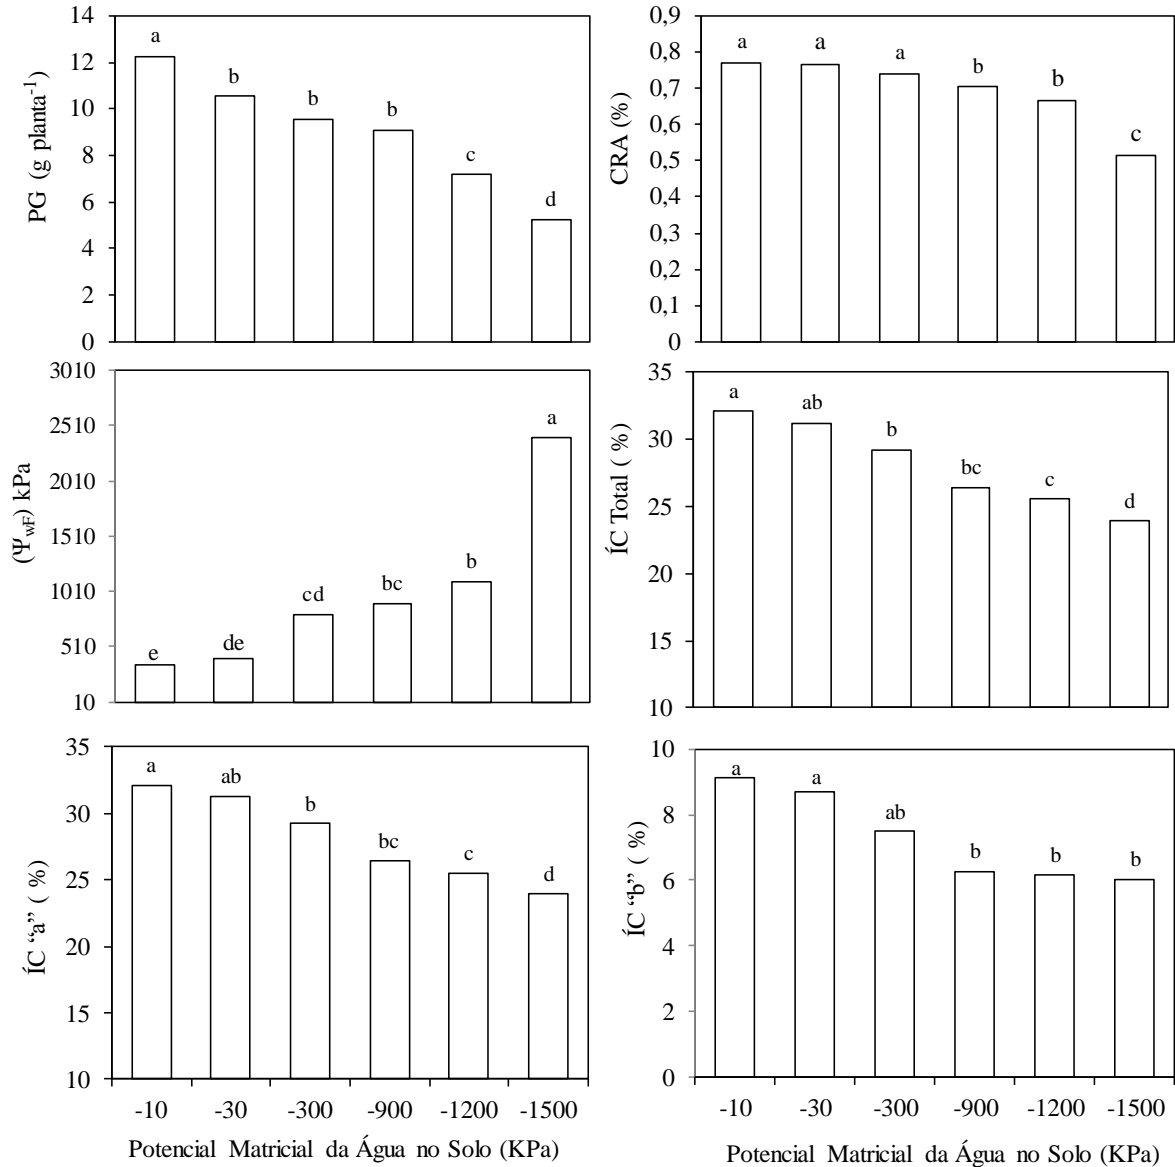 PG (g planta⁻¹)
14
12
10
8
6
4
2
0
a
b
b
b
c
d
CRA (%)
0,9
0,8
0,7
0,6
0,5
0,4
0,3
0,2
0,1
0
a
a
a
b
b
c
(ΨwF) kPa
3010
2510
2010
1510
1010
510
10
e
de
cd
bc
b
a
ÍC Total ( %)
35
30
25
20
15
10
a
ab
b
bc
c
d
ÍC “a” ( %)
35
30
25
20
15
10
a
ab
b
bc
c
d
-10 -30 -300 -900 -1200 -1500
Potencial Matricial da Água no Solo (KPa)
ÍC “b” ( %)
10
8
6
4
2
0
a
a
ab
b
b
b
-10 -30 -300 -900 -1200 -1500
Potencial Matricial da Água no Solo (KPa)